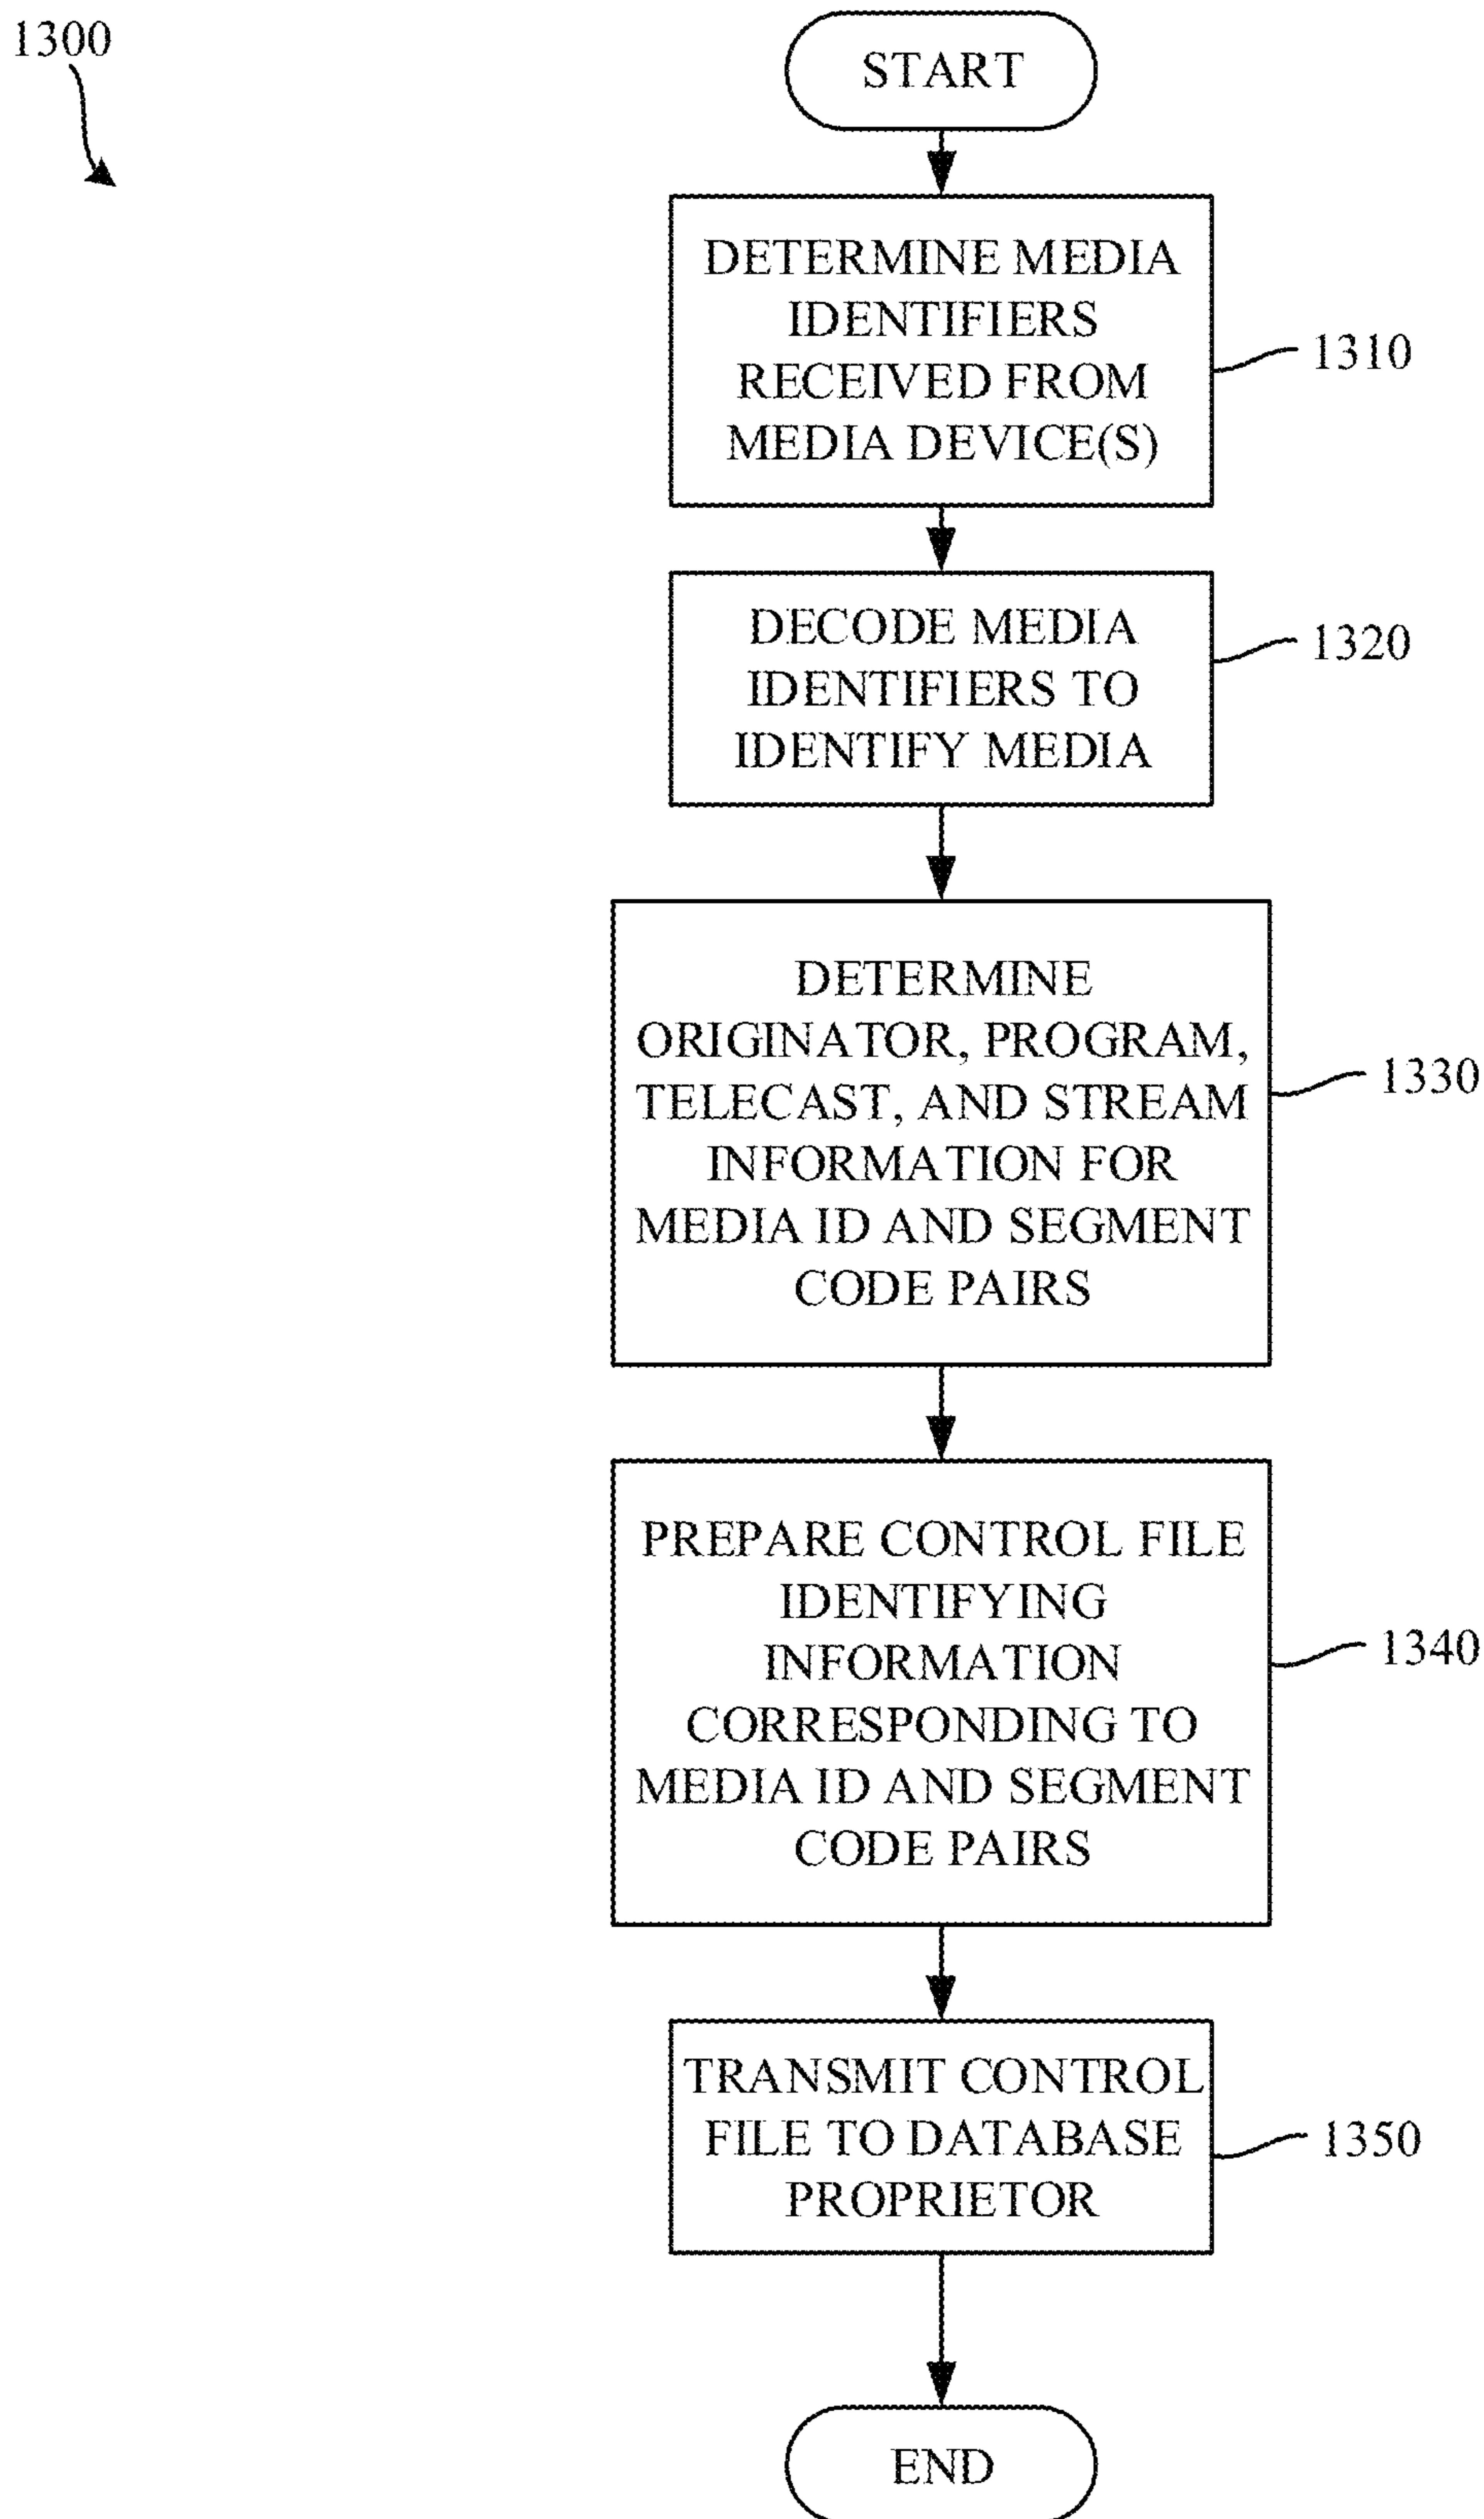 1300
START
DETERMINE MEDIA
IDENTIFIERS
RECEIVED FROM
MEDIA DEVICE(S)
1310
DECODE MEDIA
IDENTIFIERS TO
IDENTIFY MEDIA
1320
DETERMINE
ORIGINATOR, PROGRAM,
TELECAST, AND STREAM
INFORMATION FOR
MEDIA ID AND SEGMENT
CODE PAIRS
1330
PREPARE CONTROL FILE
IDENTIFYING
INFORMATION
CORRESPONDING TO
MEDIA ID AND SEGMENT
CODE PAIRS
1340
TRANSMIT CONTROL
FILE TO DATABASE
PROPRIETOR
1350
END